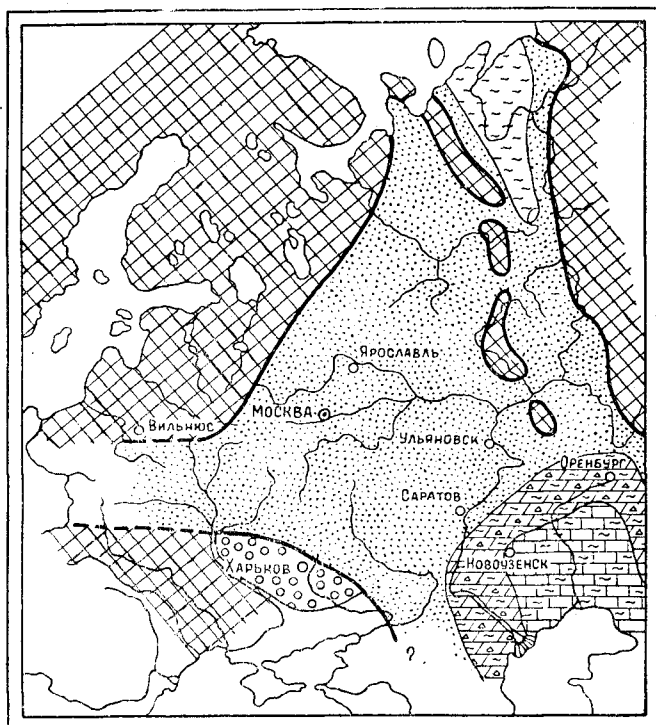 ЯРОСЛАВЛЬ
МОСКВА
ВИЛЬНЮС
УЛЬЯНОВСК
ОРЕНБУРГ
САРАТОВ
НОВОУЗЕНСК
ХАРЬКОВ
?